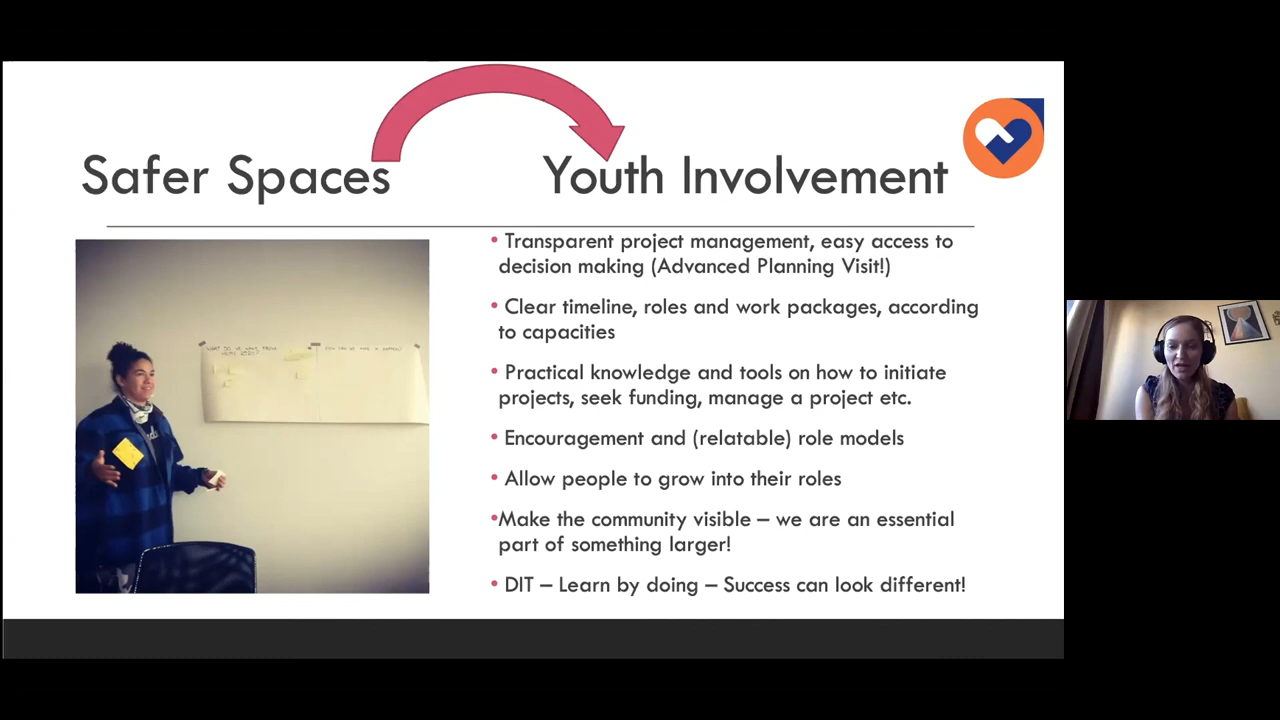 Safer Spaces
Youth Involvement
• Transparent project management, easy access to
decision making (Advanced Planning Visit!)
• Clear timeline, roles and work packages, according
to capacities
• Practical knowledge and tools on how to initiate
projects, seek funding, manage a project etc.
• Encouragement and (relatable) role models
• Allow people to grow into their roles
•Make the community visible – we are an essential
part of something larger!
• DIT – Learn by doing – Success can look different!